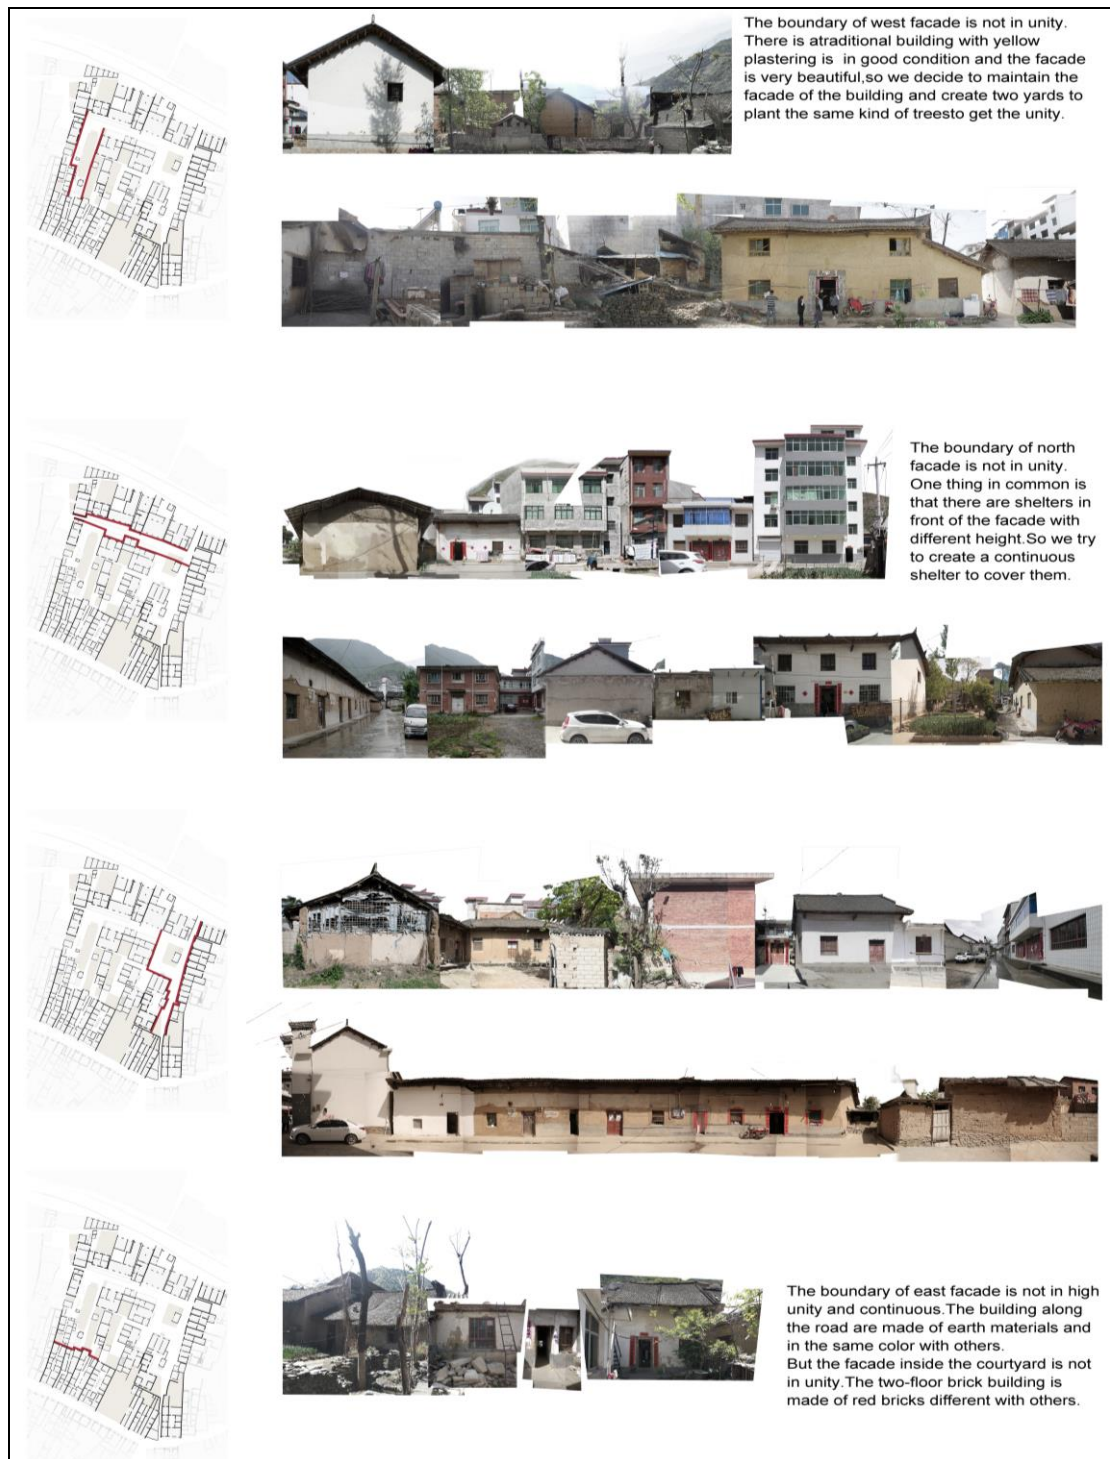 The boundary of west facade is not in unity.
There is atraditional building with yellow
plastering is in good condition and the facade
is very beautiful,so we decide to maintain the
facade of the building and create two yards to
plant the same kind of treesto get the unity.
The boundary of north
facade is not in unity.
One thing in common is
that there are shelters in
front of the facade with
different height.So we try
to create a continuous
shelter to cover them.
The boundary of east facade is not in high
unity and continuous.The building along
the road are made of earth materials and
in the same color with others.
But the facade inside the courtyard is not
in unity.The two-floor brick building is
made of red bricks different with others.